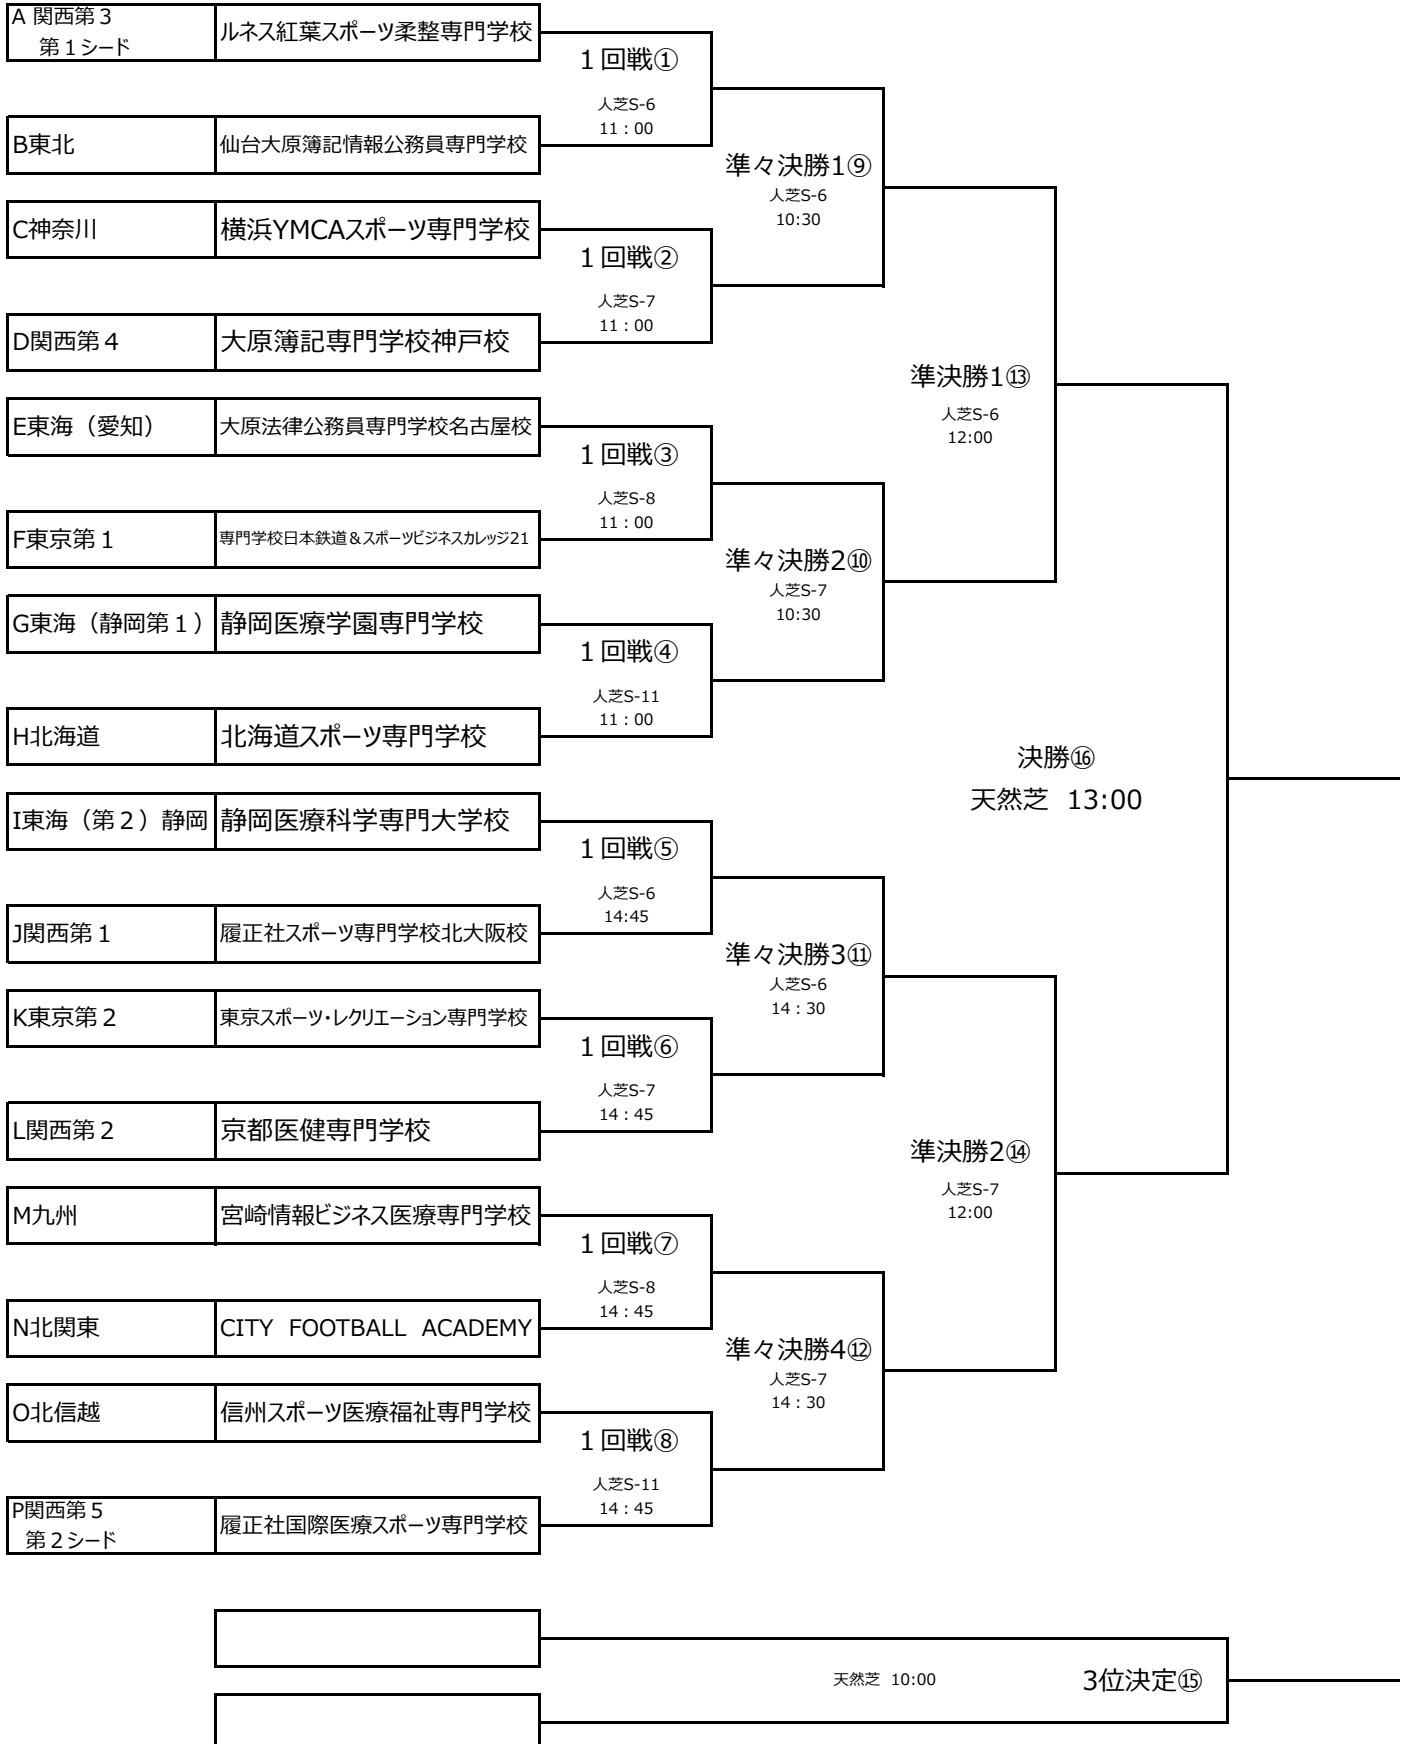 A 関西第３
第１シード
ルネス紅葉スポーツ柔整専門学校
１回戦①
人芝S-6
11：00
B東北
仙台大原簿記情報公務員専門学校
準々決勝1⑨
人芝S-6
10:30
C神奈川
横浜YMCAスポーツ専門学校
１回戦②
人芝S-7
11：00
D関西第４
大原簿記専門学校神戸校
準決勝1⑬
人芝S-6
12:00
E東海（愛知）
大原法律公務員専門学校名古屋校
１回戦③
人芝S-8
11：00
F東京第１
専門学校日本鉄道＆スポーツビジネスカレッジ21
準々決勝2⑩
人芝S-7
10:30
G東海（静岡第１）
静岡医療学園専門学校
１回戦④
人芝S-11
11：00
H北海道
北海道スポーツ専門学校
決勝⑯
天然芝 13:00
I東海（第２）静岡
静岡医療科学専門大学校
１回戦⑤
人芝S-6
14:45
J関西第１
履正社スポーツ専門学校北大阪校
準々決勝3⑪
人芝S-6
14：30
K東京第２
東京スポーツ・レクリエーション専門学校
１回戦⑥
人芝S-7
14：45
L関西第２
京都医健専門学校
準決勝2⑭
人芝S-7
12:00
M九州
宮崎情報ビジネス医療専門学校
１回戦⑦
人芝S-8
14：45
N北関東
CITY FOOTBALL ACADEMY
準々決勝4⑫
人芝S-7
14：30
O北信越
信州スポーツ医療福祉専門学校
１回戦⑧
人芝S-11
14：45
P関西第５
第２シード
履正社国際医療スポーツ専門学校
天然芝 10:00
3位決定⑮